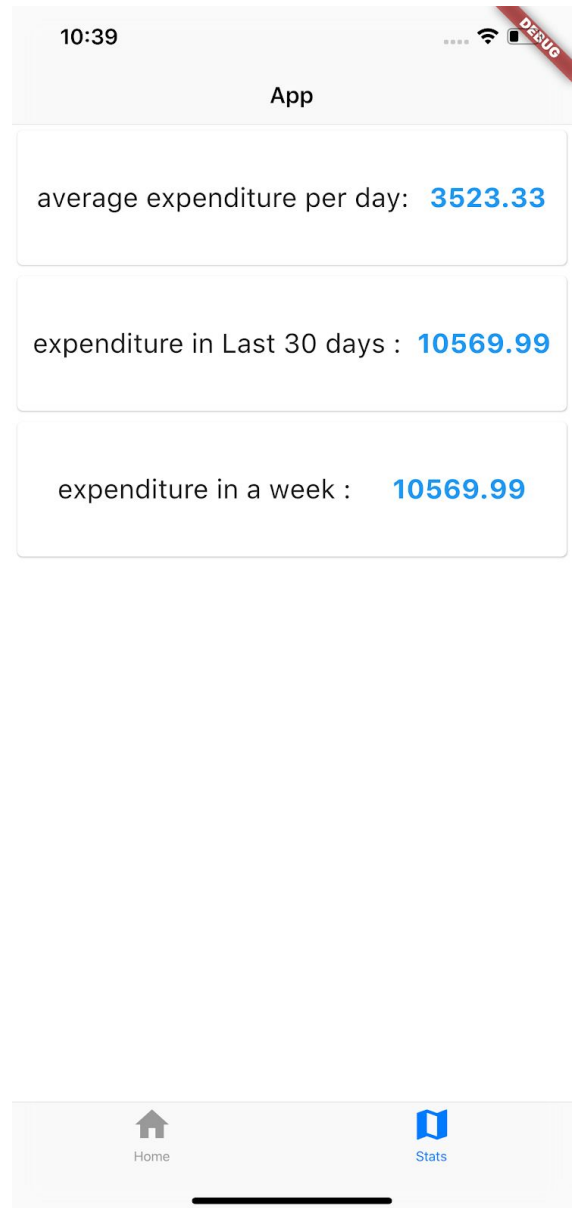 10:39
DEBUG
App
average expenditure per day: 3523.33
expenditure in Last 30 days : 10569.99
expenditure in a week : 10569.99
Home
Stats